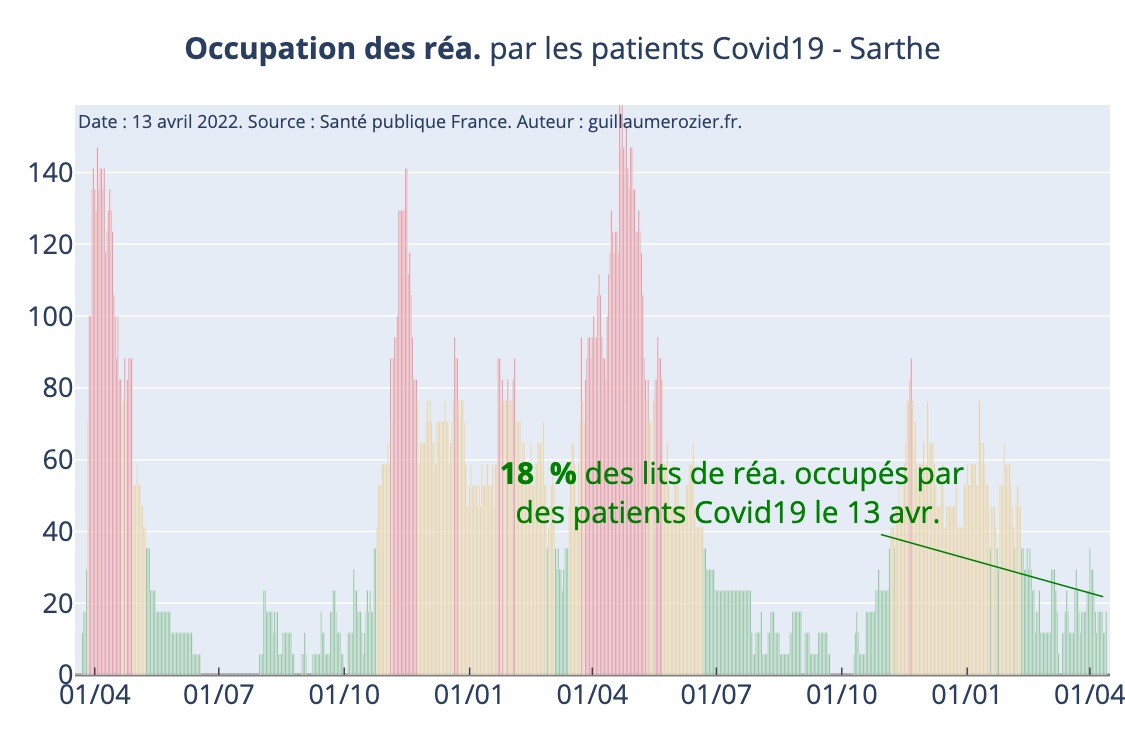 Occupation des réa. par les patients Covid19 - Sarthe
Date : 13 avril 2022. Source : Santé publique France. Auteur : guillaumerozier.fr.
140
120
100
80
60
40
20
0
18 % des lits de réa. occupés par
des patients Covid19 le 13 avr.
01/04 01/07 01/10 01/01 01/04 01/07 01/10 01/01 01/04